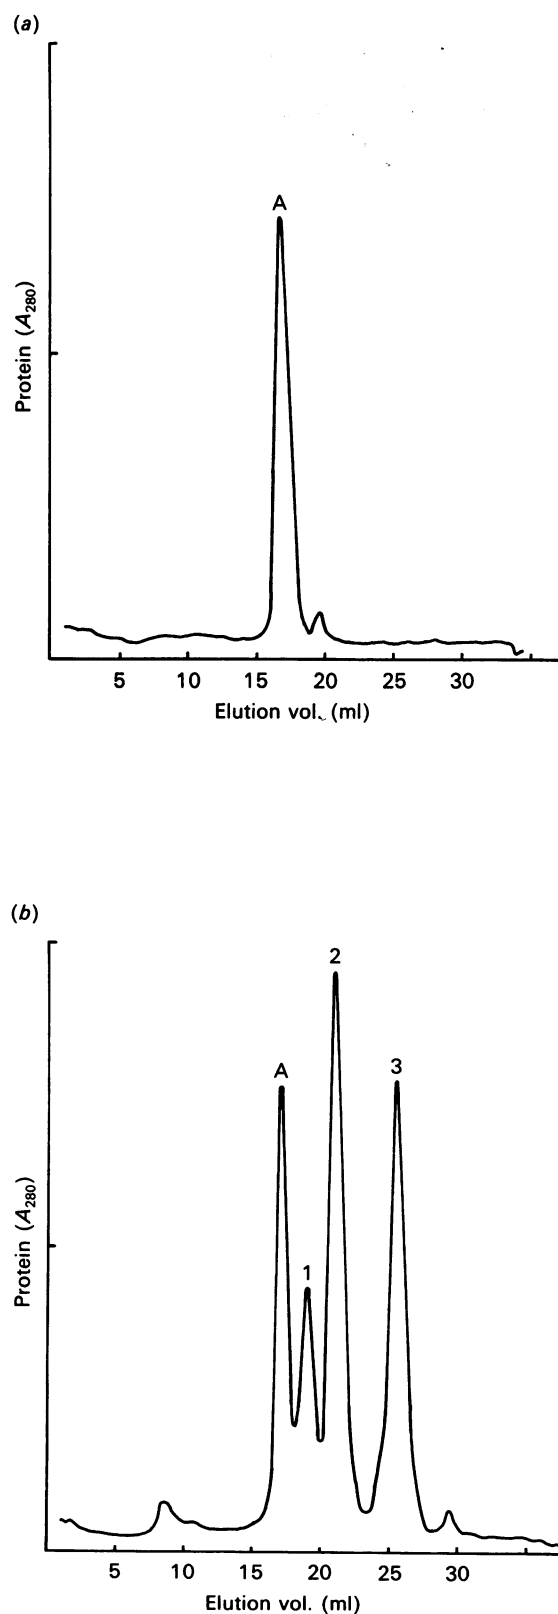 (a)
A
Protein (A280)
5 10 15 20 25 30
Elution vol. (ml)
(b)
2
A
3
1
Protein (A280)
5 10 15 20 25 30
Elution vol. (ml)